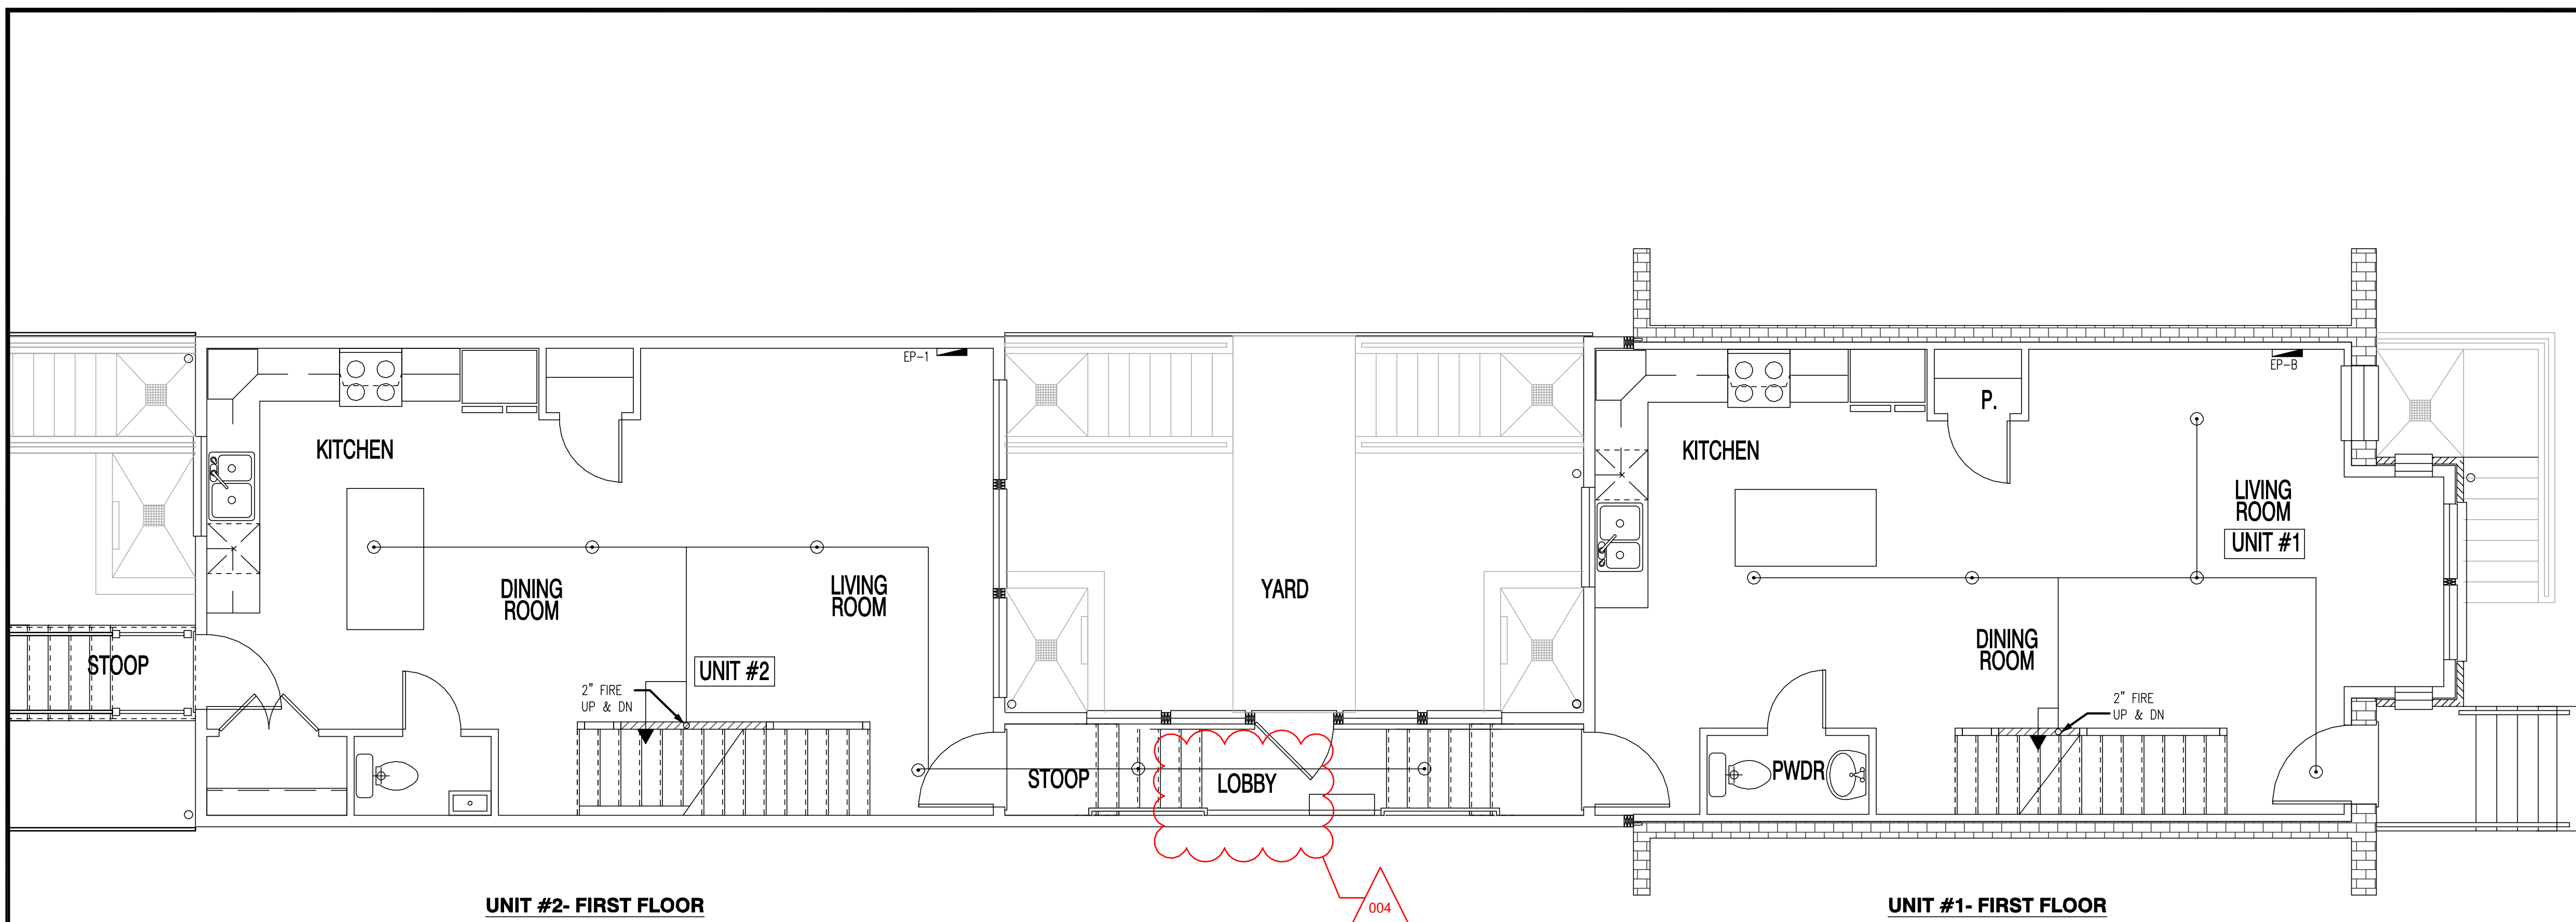 EP-1
EP-B
P.
KITCHEN
KITCHEN
LIVING
ROOM
UNIT #1
DINING
ROOM
LIVING
ROOM
YARD
DINING
ROOM
STOOP
UNIT #2
2" FIRE
UP & DN
2" FIRE
UP & DN
STOOP
LOBBY
PWDR
UNIT #2- FIRST FLOOR
004
UNIT #1- FIRST FLOOR